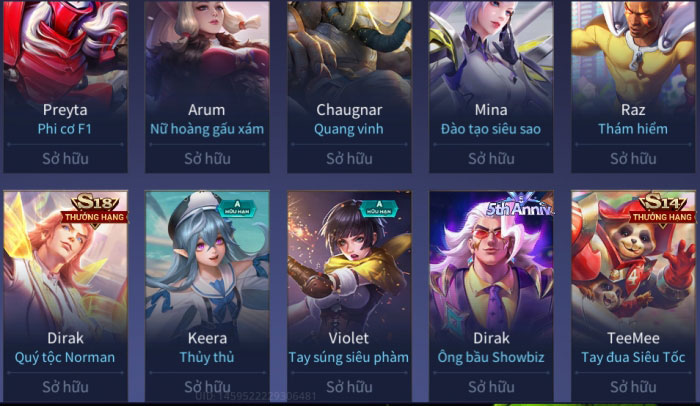 Preyta
Phi cơ F1
Sở hữu
Arum
Nữ hoàng gấu xám
Sở hữu
Chaugnar
Quang vinh
Sở hữu
Mina
Đào tạo siêu sao
Sở hữu
Raz
Thám hiểm
Sở hữu
S18
THƯỞNG HẠNG
Dirak
Quý tộc Norman
Sở hữu
A
HỮU HẠN
Keera
Thủy thủ
Sở hữu
A
HỮU HẠN
Violet
Tay súng siêu phàm
Sở hữu
5th Anniv
Dirak
Ông bầu Showbiz
Sở hữu
S14
THƯỞNG HẠNG
TeeMee
Tay đua Siêu Tốc
Sở hữu
UID: 1459522229306481